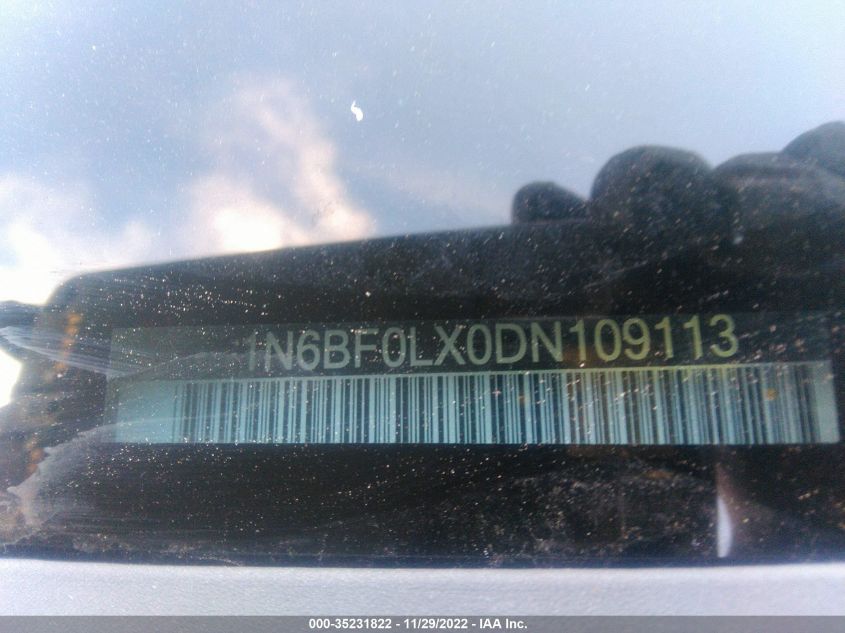 1N6BF0LX0DN109113
000-35231822 - 11/29/2022 - IAA Inc.